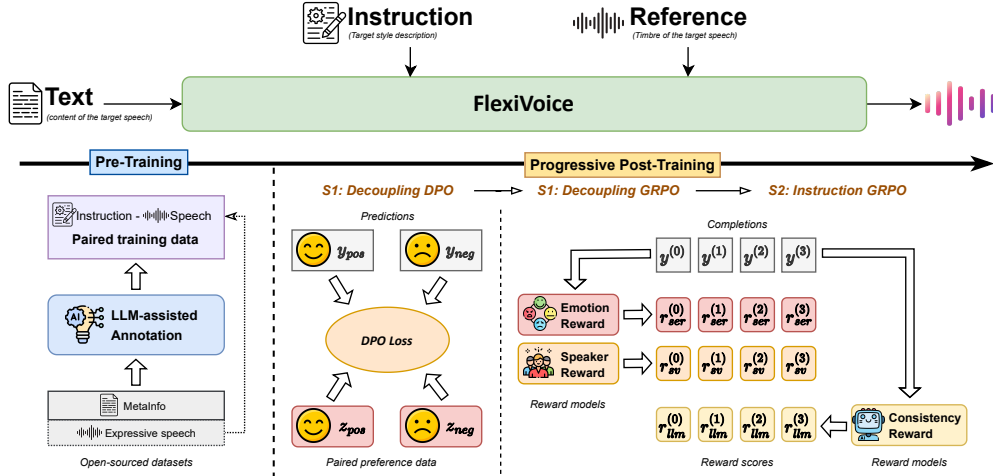 Instruction
(Target style description)
Reference
(Timbre of the target speech)
Text
(content of the target speech)
FlexiVoice
Pre-Training
Progressive Post-Training
S1: Decoupling DPO
S1: Decoupling GRPO
S2: Instruction GRPO
Instruction - Speech
Paired training data
AI
LLM-assisted
Annotation
MetaInfo
Expressive speech
Open-sourced datasets
Predictions
y_pos
y_neg
DPO Loss
z_pos
z_neg
Paired preference data
Completions
y^(0) y^(1) y^(2) y^(3)
Emotion
Reward
r_ser^(0) r_ser^(1) r_ser^(2) r_ser^(3)
Speaker
Reward
r_sv^(0) r_sv^(1) r_sv^(2) r_sv^(3)
Reward models
r_llm^(0) r_llm^(1) r_llm^(2) r_llm^(3)
Consistency
Reward
Reward scores
Reward models